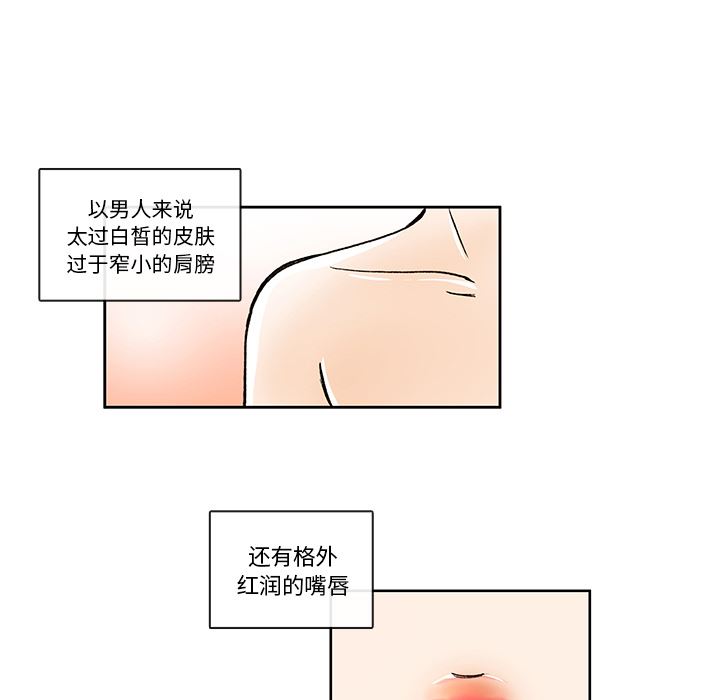 以男人来说
太过白皙的皮肤
过于窄小的肩膀
还有格外
红润的嘴唇